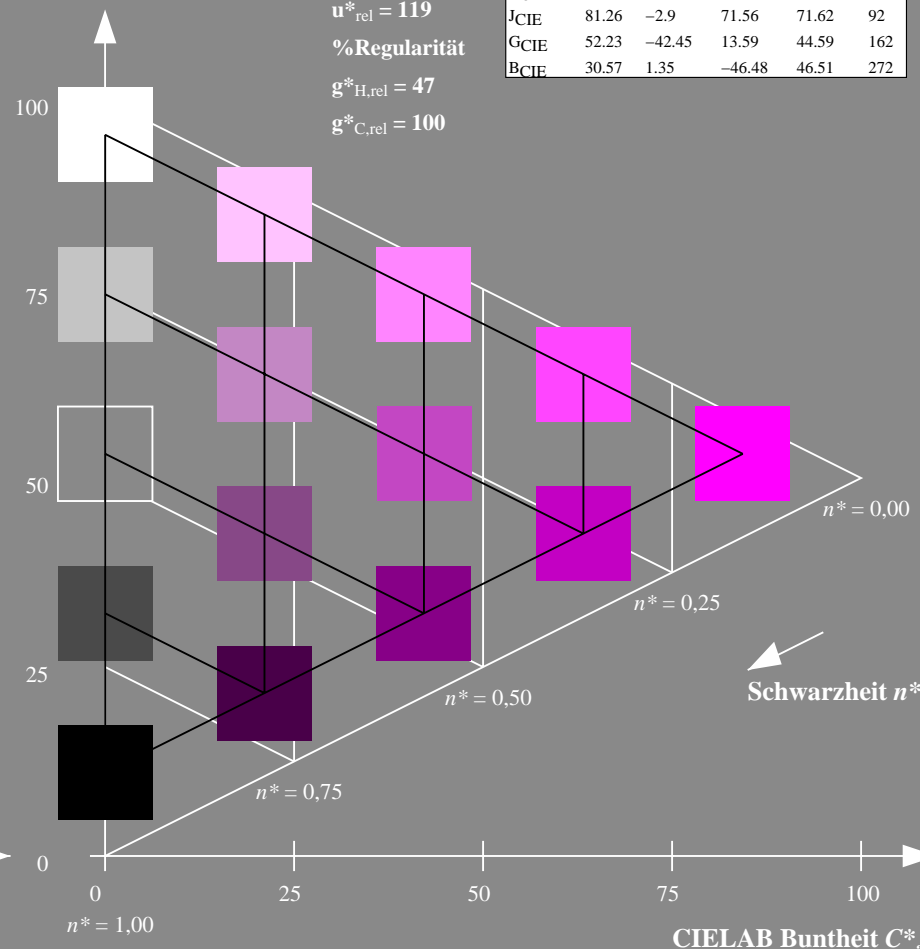 u*rel = 119
%Regularität
g*H,rel = 47
g*C,rel = 100
JCIE 81.26 −2.9 71.56 71.62 92
GCIE 52.23 −42.45 13.59 44.59 162
BCIE 30.57 1.35 −46.48 46.51 272
100
75
50
25
0
n* = 0,00
n* = 0,25
Schwarzheit n*
n* = 0,50
n* = 0,75
0 25 50 75 100
n* = 1,00
CIELAB Buntheit C*